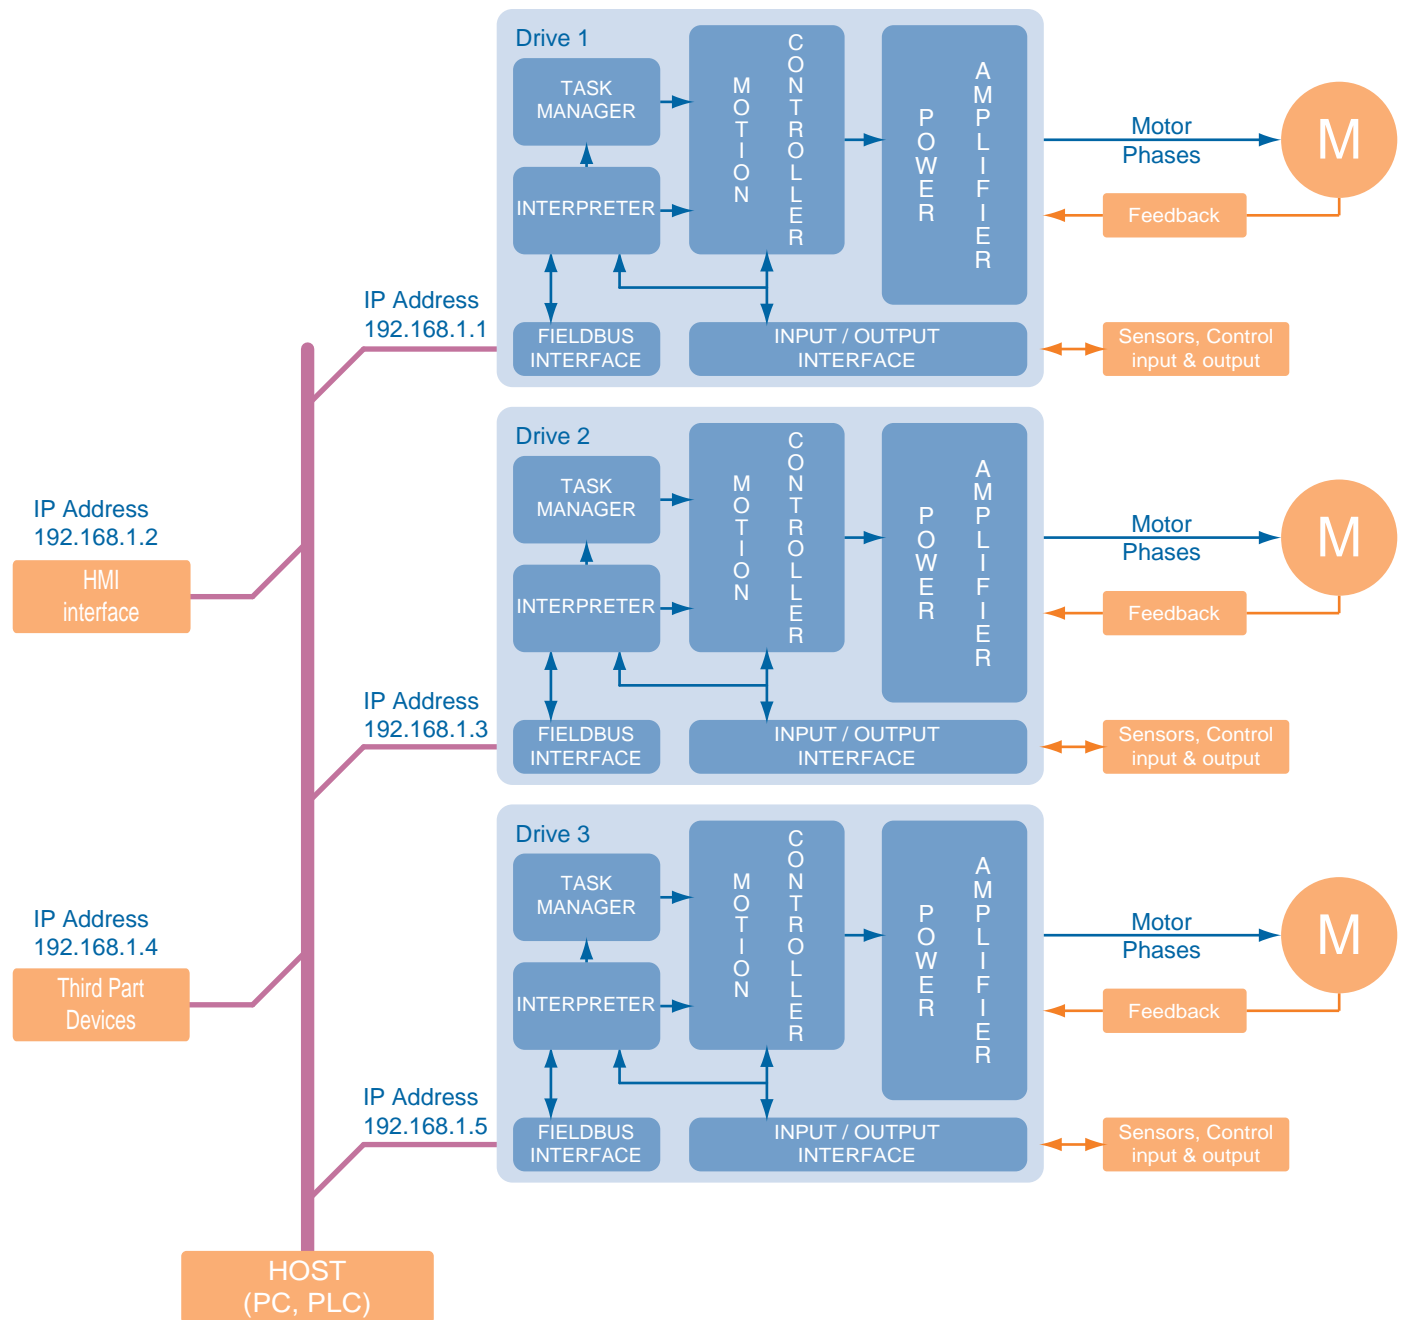 Drive 1
TASK
MANAGER
INTERPRETER
MOTION
CONTROLLER
POWER
AMPLIFIER
Motor
Phases
M
Feedback
IP Address
192.168.1.1
FIELDBUS
INTERFACE
INPUT / OUTPUT
INTERFACE
Sensors, Control
input & output
Drive 2
TASK
MANAGER
INTERPRETER
MOTION
CONTROLLER
POWER
AMPLIFIER
Motor
Phases
M
Feedback
IP Address
192.168.1.2
HMI
interface
IP Address
192.168.1.3
FIELDBUS
INTERFACE
INPUT / OUTPUT
INTERFACE
Sensors, Control
input & output
Drive 3
TASK
MANAGER
INTERPRETER
MOTION
CONTROLLER
POWER
AMPLIFIER
Motor
Phases
M
Feedback
IP Address
192.168.1.4
Third Part
Devices
IP Address
192.168.1.5
FIELDBUS
INTERFACE
INPUT / OUTPUT
INTERFACE
Sensors, Control
input & output
HOST
(PC, PLC)